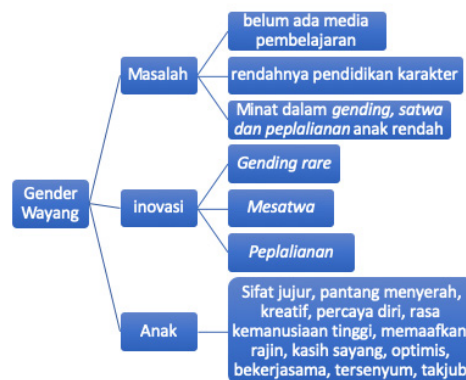 belum ada media
pembelajaran
Masalah
rendahnya pendidikan karakter
Minat dalam gending, satwa
dan peplalianan anak rendah
Gender
Wayang
inovasi
Gending rare
Mesatwa
Peplalianan
Anak
Sifat jujur, pantang menyerah,
kreatif, percaya diri, rasa
kemanusiaan tinggi, memaafkan,
rajin, kasih sayang, optimis,
bekerjasama, tersenyum, takjub